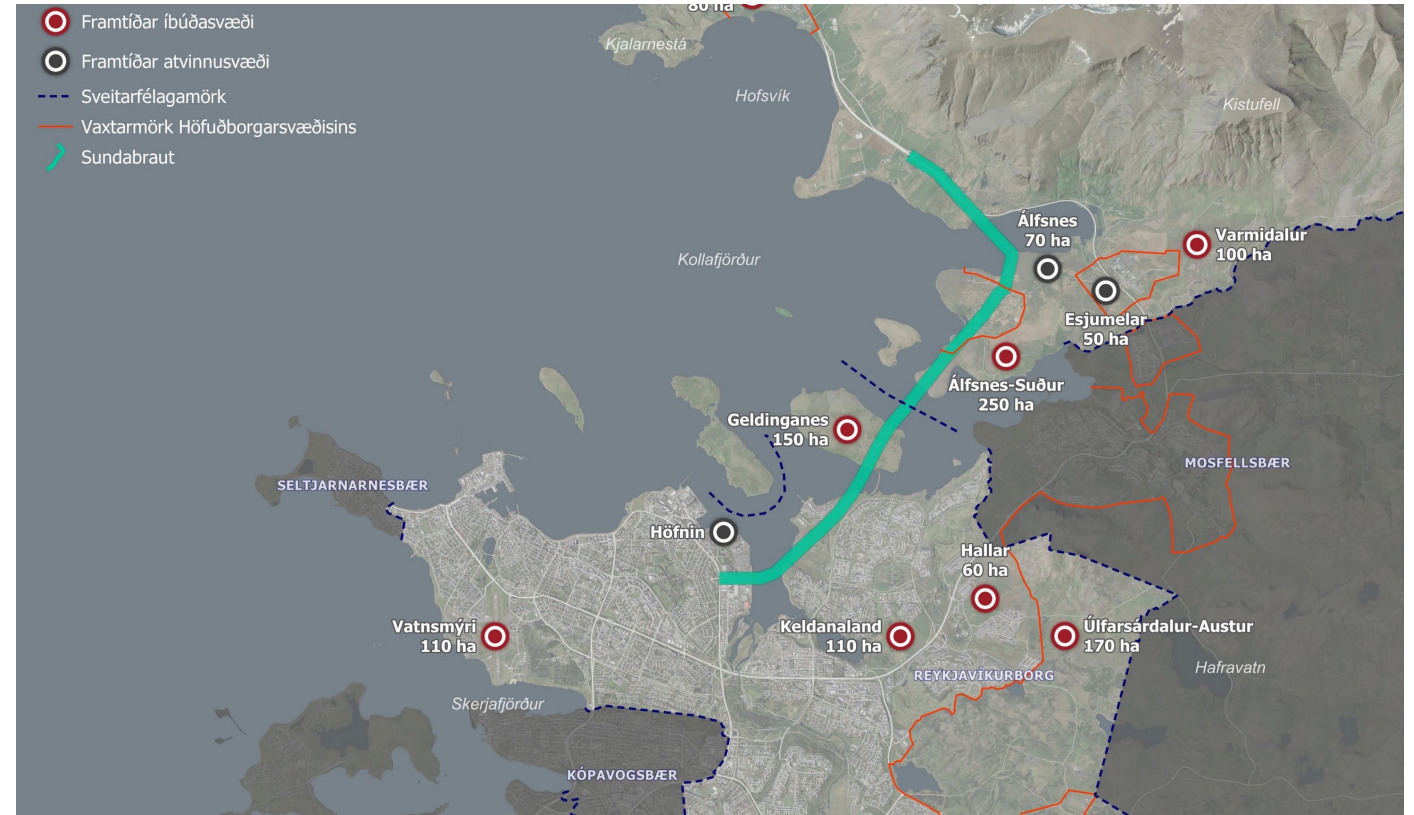 80 ha
Framtíðar íbúðasvæði
Framtíðar atvinnusvæði
Sveitarfélagamörk
Vaxtarmörk Höfuðborgarsvæðisins
Sundabraut
Kjalarnestá
Hofsvík
Kistufell
Kollafjörður
Álfsnes
70 ha
Varmidalur
100 ha
Esjumelar
50 ha
Álfsnes-Suður
250 ha
Geldinganes
150 ha
SELTJARNARNESBÆR
MOSFELLSBÆR
Höfnin
Hallar
60 ha
Vatnsmýri
110 ha
Keldanaland
110 ha
Úlfarsárdalur-Austur
170 ha
REYKJAVÍKURBORG
Hafravatn
Skerjafjörður
KÓPAVOGSBÆR